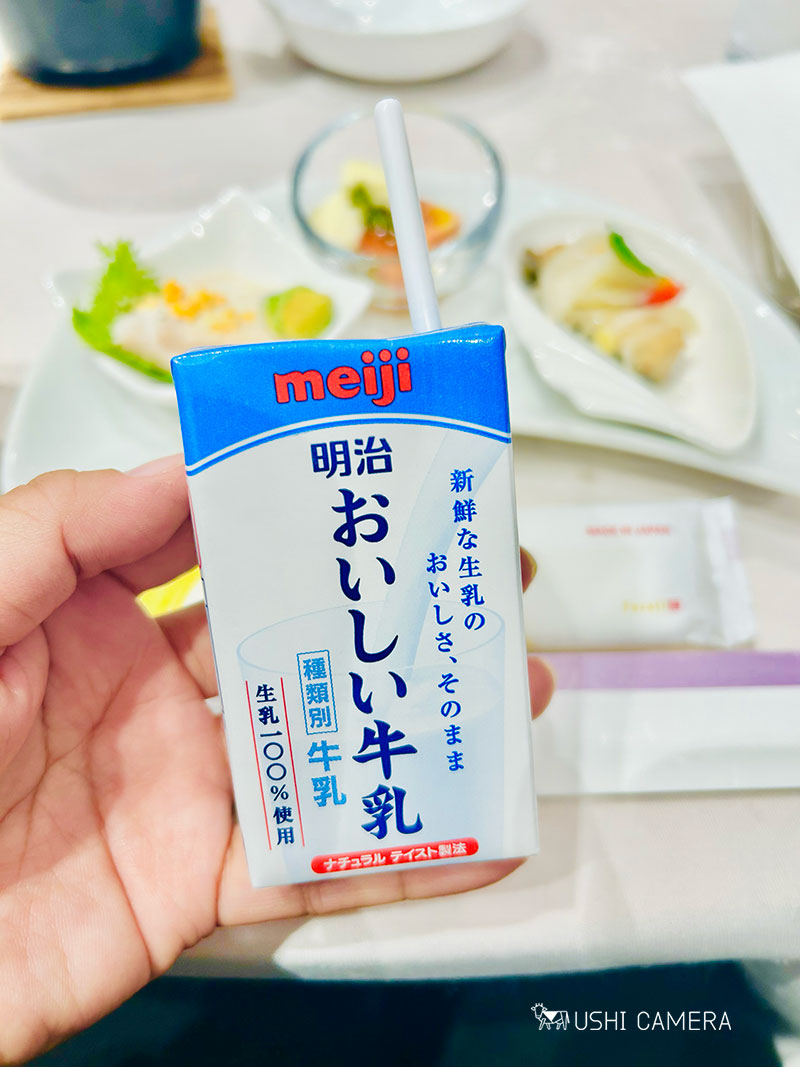 meiji
明治
おいしい牛乳
新鮮な生乳の
おいしさ、そのまま
種類別
牛乳
生乳一〇〇%使用
ナチュラル テイスト製法
MADE IN JAPAN
USHI CAMERA